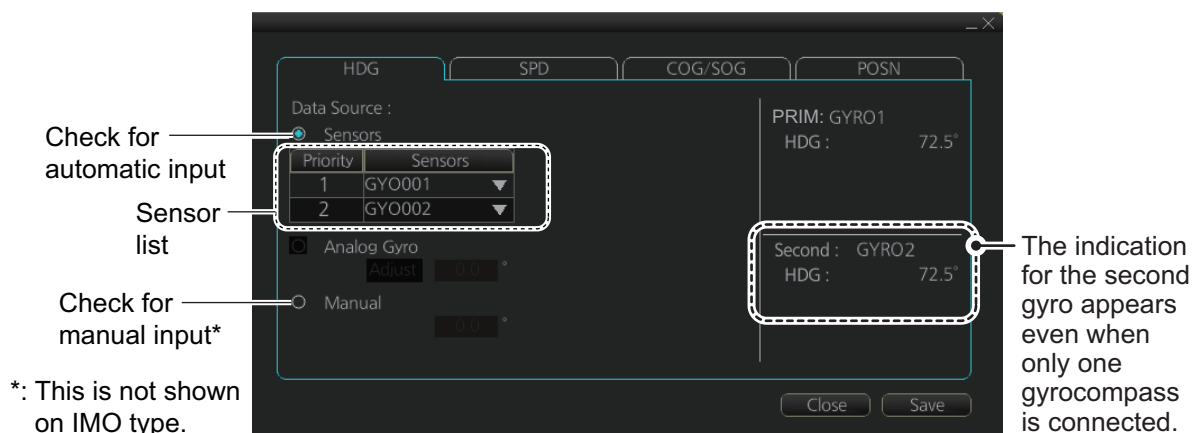 HDG
SPD
COG/SOG
POSN
Data Source :
Sensors
Priority Sensors
1 GYO001
2 GYO002
Analog Gyro
Adjust 0.0 °
Manual
0.0 °
PRIM: GYRO1
HDG : 72.5°
Second : GYRO2
HDG : 72.5°
Close
Save
Check for
automatic input
Sensor
list
Check for
manual input*
*: This is not shown
on IMO type.
The indication
for the second
gyro appears
even when
only one
gyrocompass
is connected.